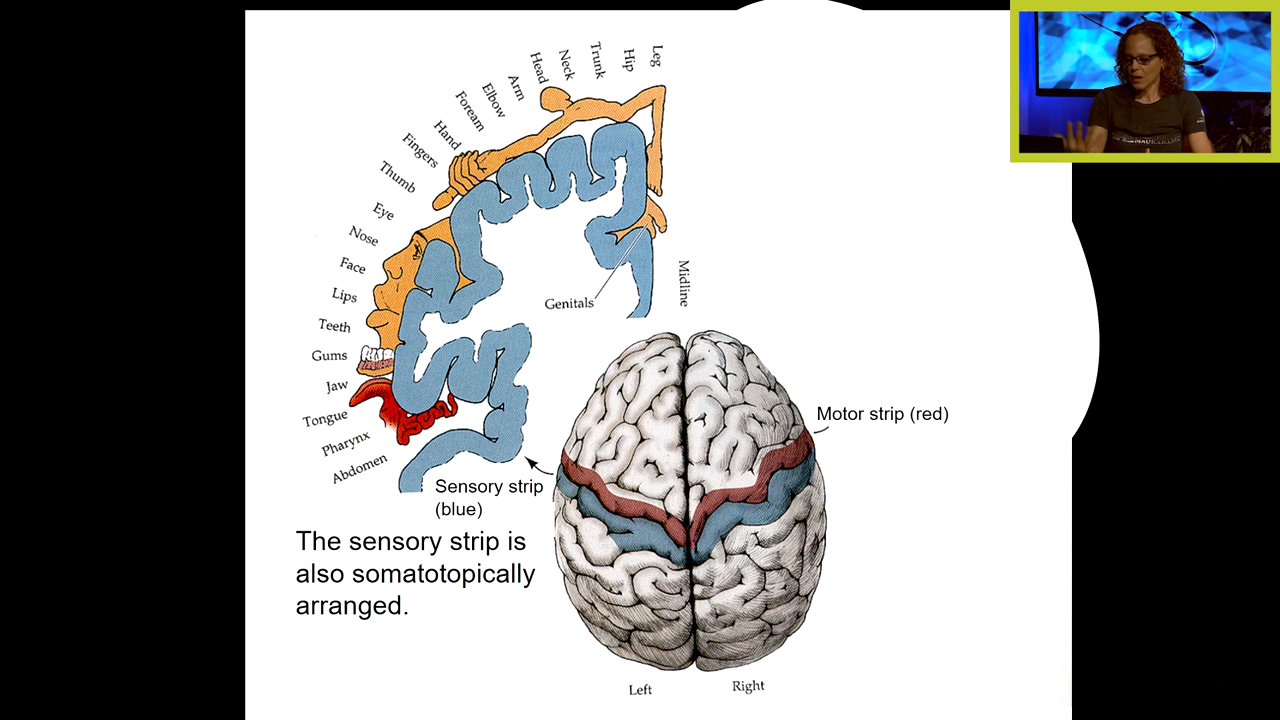 Leg
Hip
Trunk
Neck
Head
Arm
Elbow
Foream
Hand
Fingers
Thumb
Eye
Nose
Face
Lips
Teeth
Gums
Jaw
Tongue
Pharynx
Abdomen
Genitals
Midline
Motor strip (red)
Sensory strip
(blue)
The sensory strip is
also somatotopically
arranged.
Left
Right